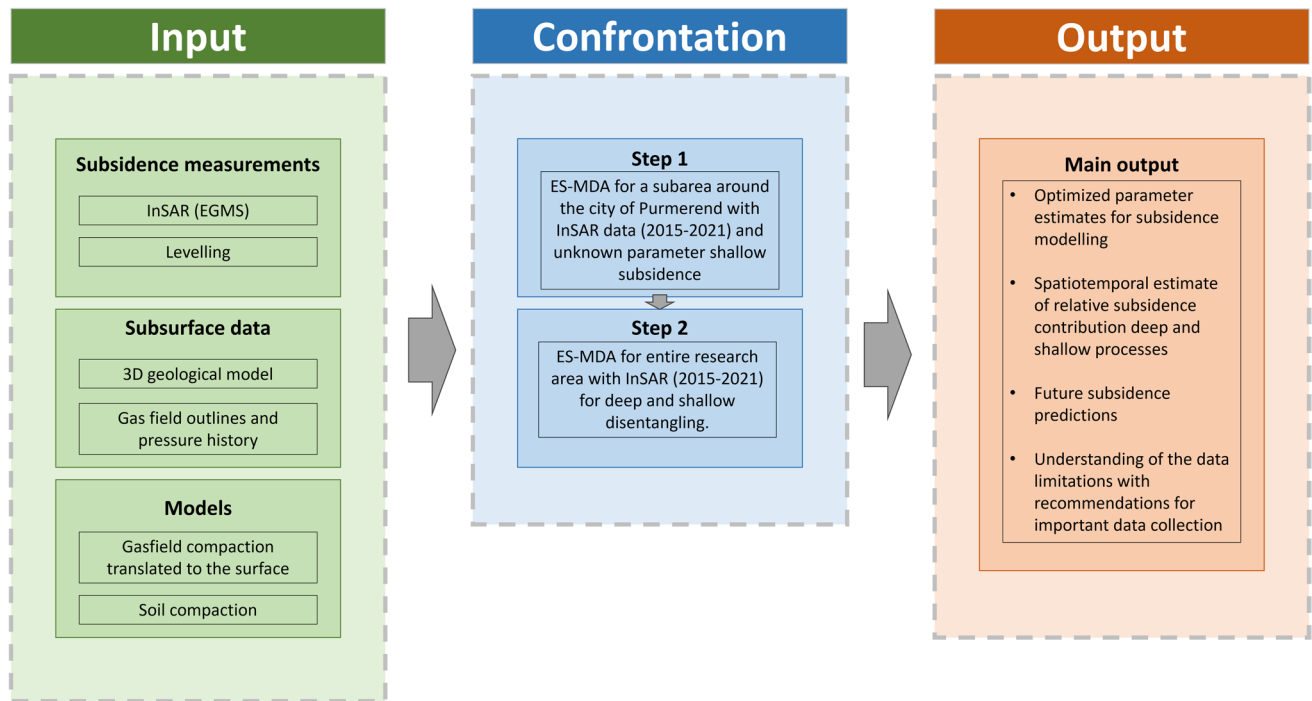 Input
Subsidence measurements
InSAR (EGMS)
Levelling
Subsurface data
3D geological model
Gas field outlines and
pressure history
Models
Gasfield compaction
translated to the surface
Soil compaction
Confrontation
Step 1
ES-MDA for a subarea around
the city of Purmerend with
InSAR data (2015-2021) and
unknown parameter shallow
subsidence
Step 2
ES-MDA for entire research
area with InSAR (2015-2021)
for deep and shallow
disentangling.
Output
Main output
• Optimized parameter
estimates for subsidence
modelling
• Spatiotemporal estimate
of relative subsidence
contribution deep and
shallow processes
• Future subsidence
predictions
• Understanding of the data
limitations with
recommendations for
important data collection